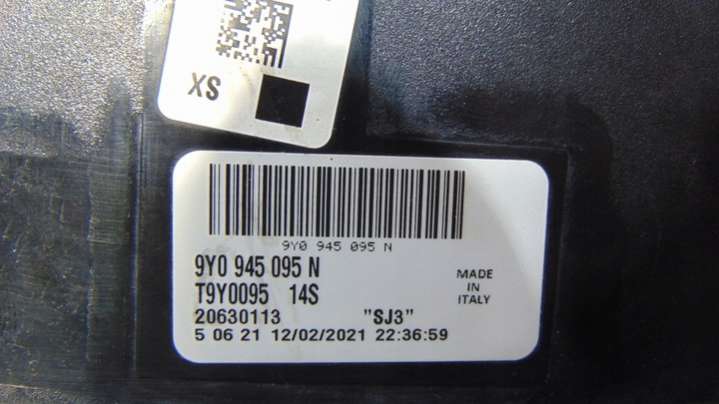 XS
9Y0 945 095 N
9Y0 945 095 N
T9Y0095 14S
MADE
IN
ITALY
20630113 "SJ3"
5 06 21 12/02/2021 22:36:59